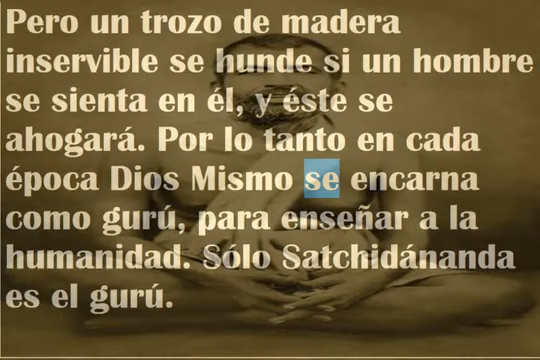 Pero un trozo de madera
inservible se hunde si un hombre
se sienta en él, y éste se
ahogará. Por lo tanto en cada
época Dios Mismo se encarna
como gurú, para enseñar a la
humanidad. Sólo Satchidánanda
es el gurú.